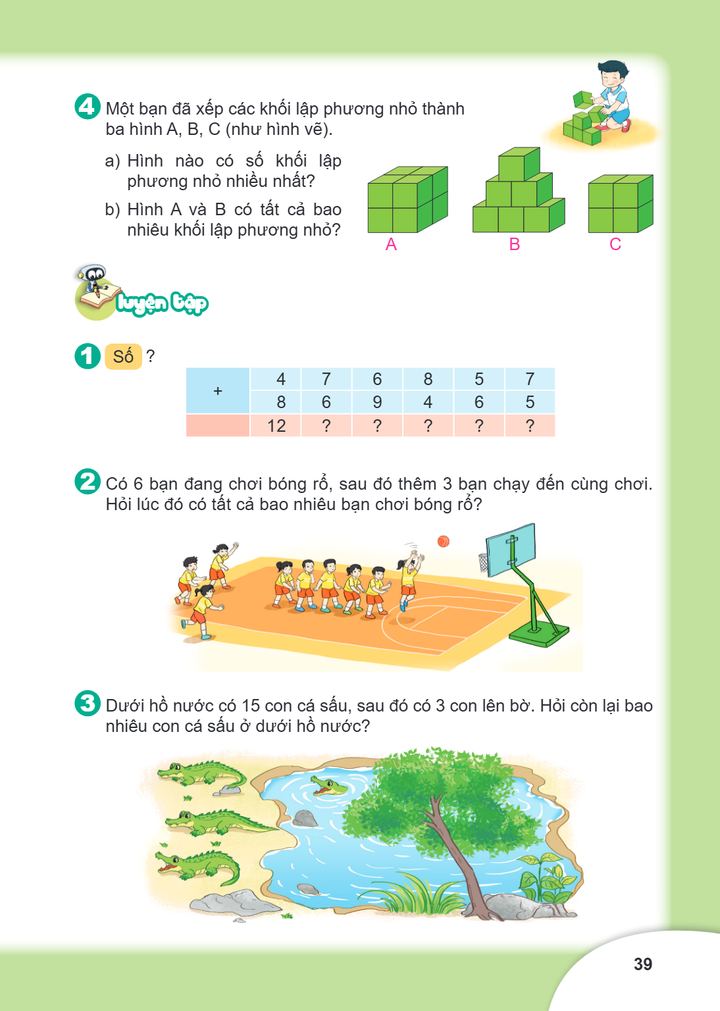 4 Một bạn đã xếp các khối lập phương nhỏ thành
ba hình A, B, C (như hình vẽ).
a) Hình nào có số khối lập
phương nhỏ nhiều nhất?
b) Hình A và B có tất cả bao
nhiêu khối lập phương nhỏ?
A B C
luyện tập
1 Số ?
+ 4 7 6 8 5 7
8 6 9 4 6 5
12 ? ? ? ? ?
2 Có 6 bạn đang chơi bóng rổ, sau đó thêm 3 bạn chạy đến cùng chơi.
Hỏi lúc đó có tất cả bao nhiêu bạn chơi bóng rổ?
3 Dưới hồ nước có 15 con cá sấu, sau đó có 3 con lên bờ. Hỏi còn lại bao
nhiêu con cá sấu ở dưới hồ nước?
39